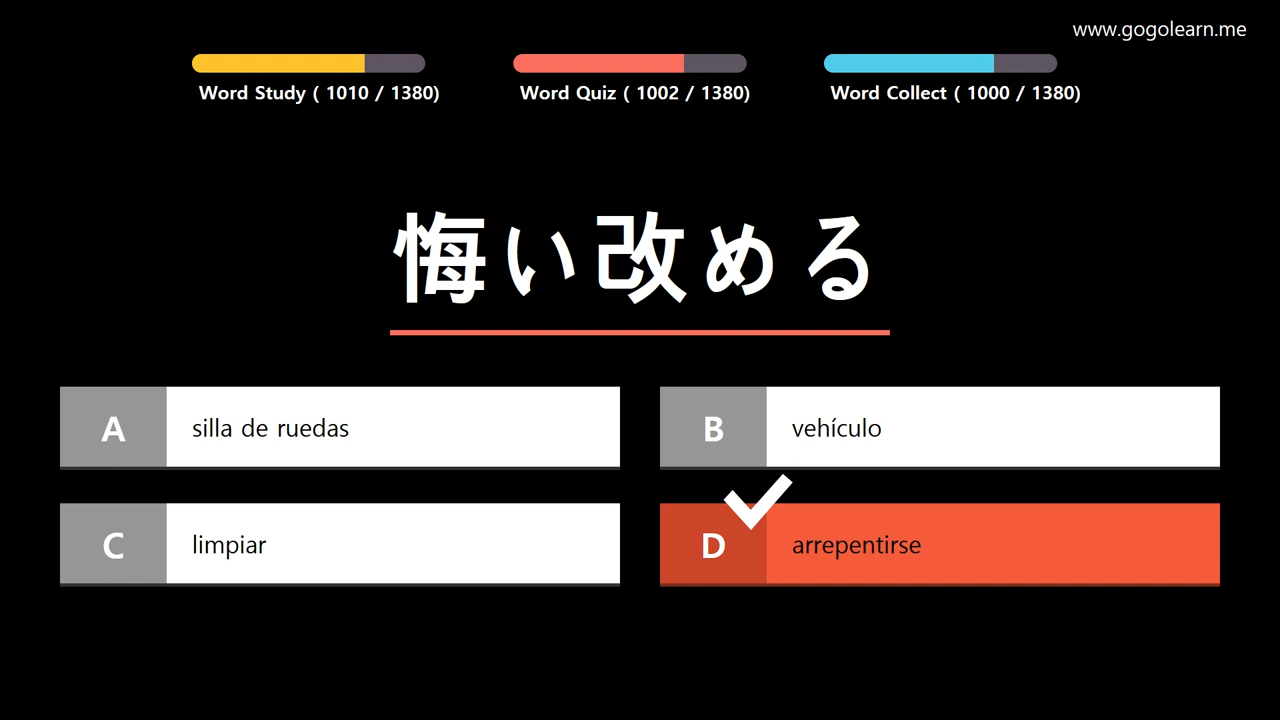 www.gogolearn.me
Word Study ( 1010 / 1380)
Word Quiz ( 1002 / 1380)
Word Collect ( 1000 / 1380)
悔い改める
A silla de ruedas
B vehículo
C limpiar
D arrepentirse